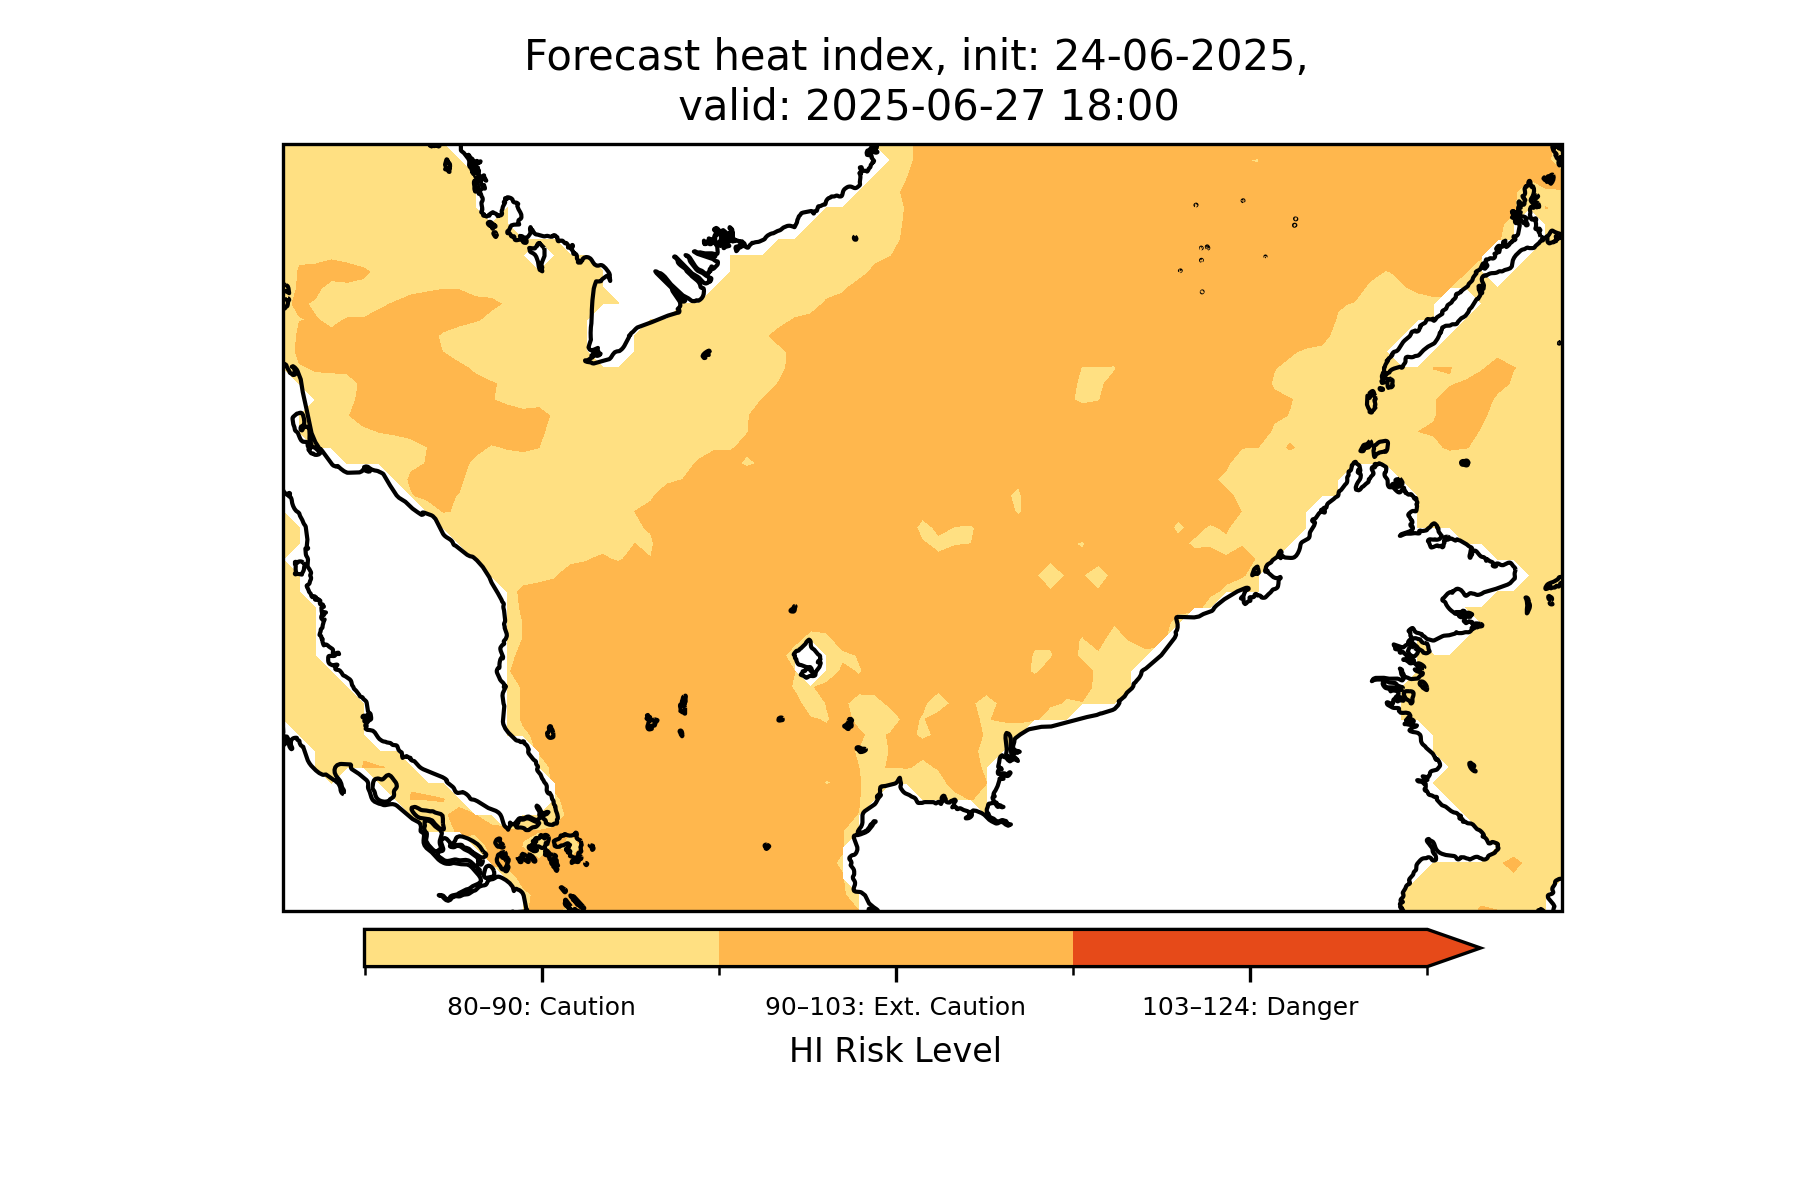 Forecast heat index, init: 24-06-2025,
valid: 2025-06-27 18:00
80–90: Caution
90–103: Ext. Caution
103–124: Danger
HI Risk Level